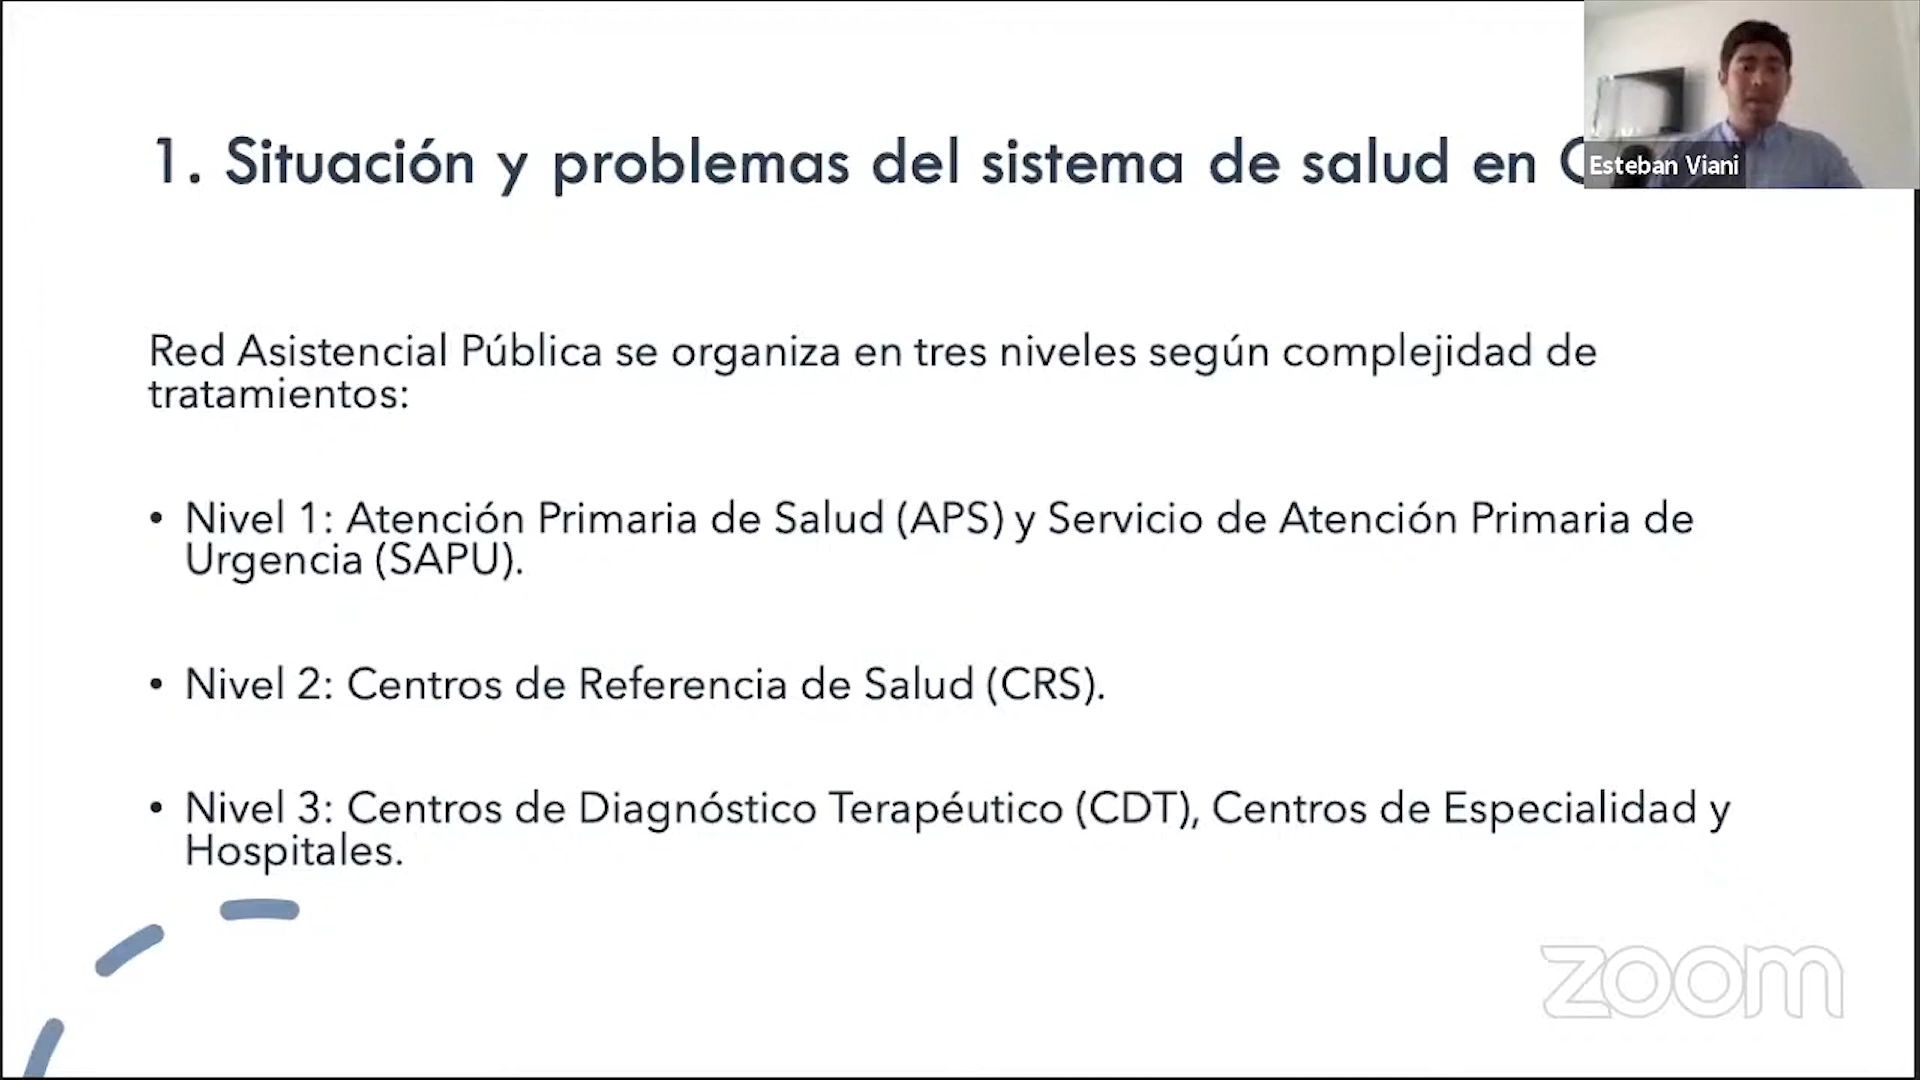 1. Situación y problemas del sistema de salud en
Esteban Viani
Red Asistencial Pública se organiza en tres niveles según complejidad de
tratamientos:
• Nivel 1: Atención Primaria de Salud (APS) y Servicio de Atención Primaria de
Urgencia (SAPU).
• Nivel 2: Centros de Referencia de Salud (CRS).
• Nivel 3: Centros de Diagnóstico Terapéutico (CDT), Centros de Especialidad y
Hospitales.
zoom